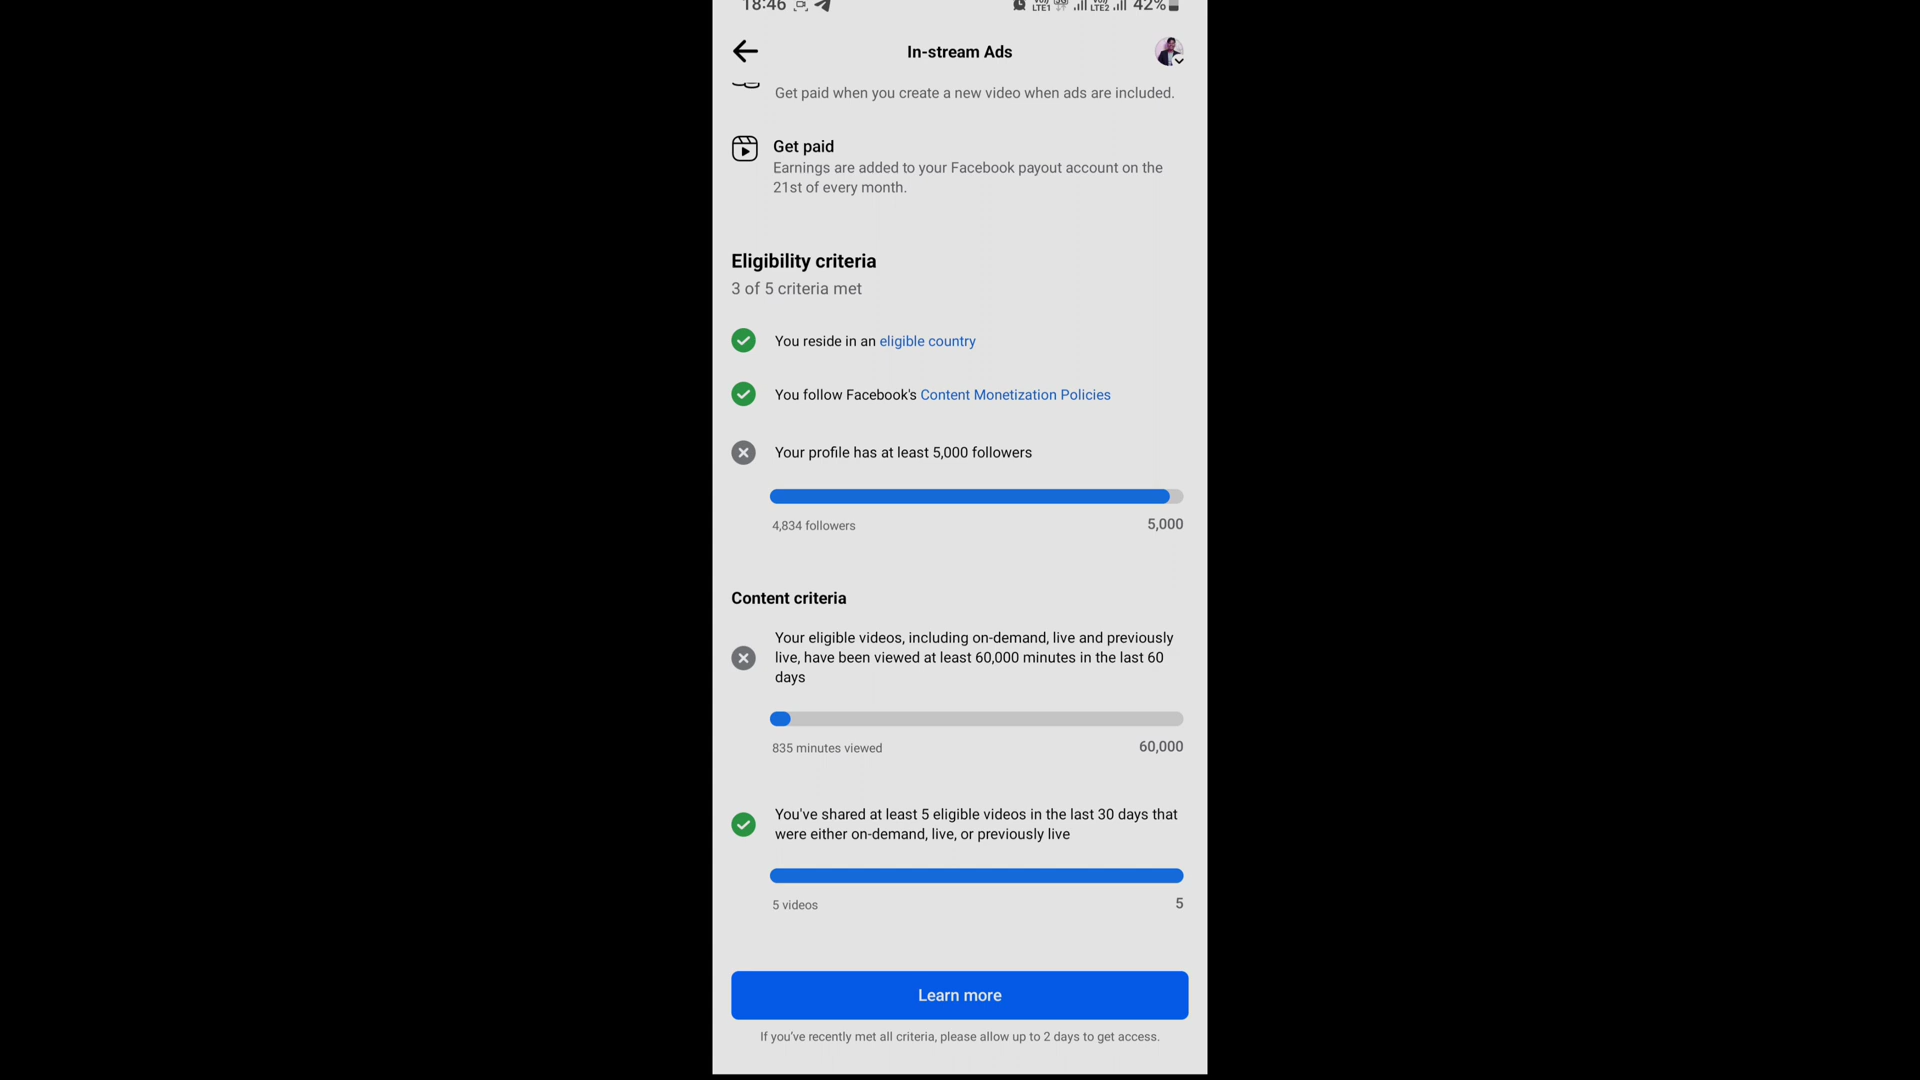 18:46 42%
LTE1 LTE2
In-stream Ads
Get paid when you create a new video when ads are included.
Get paid
Earnings are added to your Facebook payout account on the
21st of every month.
Eligibility criteria
3 of 5 criteria met
You reside in an eligible country
You follow Facebook's Content Monetization Policies
Your profile has at least 5,000 followers
4,834 followers 5,000
Content criteria
Your eligible videos, including on-demand, live and previously
live, have been viewed at least 60,000 minutes in the last 60
days
835 minutes viewed 60,000
You've shared at least 5 eligible videos in the last 30 days that
were either on-demand, live, or previously live
5 videos 5
Learn more
If you've recently met all criteria, please allow up to 2 days to get access.